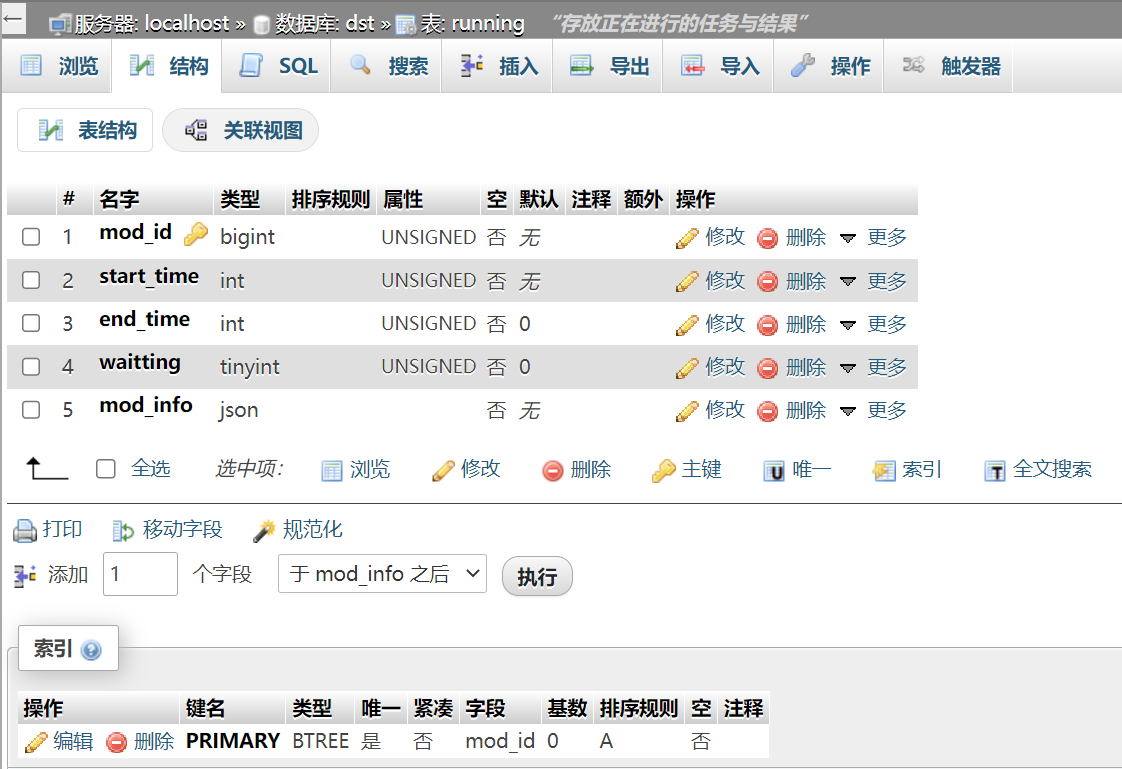 服务器: localhost » 数据库: dst » 表: running “存放正在进行的任务与结果”
浏览 结构 SQL 搜索 插入 导出 导入 操作 触发器
表结构 关联视图
# 名字 类型 排序规则 属性 空 默认 注释 额外 操作
1 mod_id bigint UNSIGNED 否 无 修改 删除 更多
2 start_time int UNSIGNED 否 无 修改 删除 更多
3 end_time int UNSIGNED 否 0 修改 删除 更多
4 waitting tinyint UNSIGNED 否 0 修改 删除 更多
5 mod_info json 否 无 修改 删除 更多
全选 选中项: 浏览 修改 删除 主键 唯一 索引 全文搜索
打印 移动字段 规范化
添加 1 个字段 于 mod_info 之后 执行
索引
操作 键名 类型 唯一 紧凑 字段 基数 排序规则 空 注释
编辑 删除 PRIMARY BTREE 是 否 mod_id 0 A 否